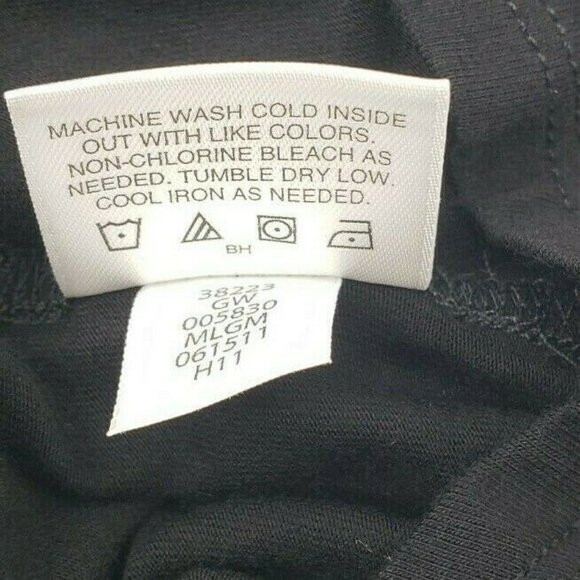 MACHINE WASH COLD INSIDE
OUT WITH LIKE COLORS.
NON-CHLORINE BLEACH AS
NEEDED. TUMBLE DRY LOW.
COOL IRON AS NEEDED.
BH
38223
GW
005830
MLGM
061511
H11